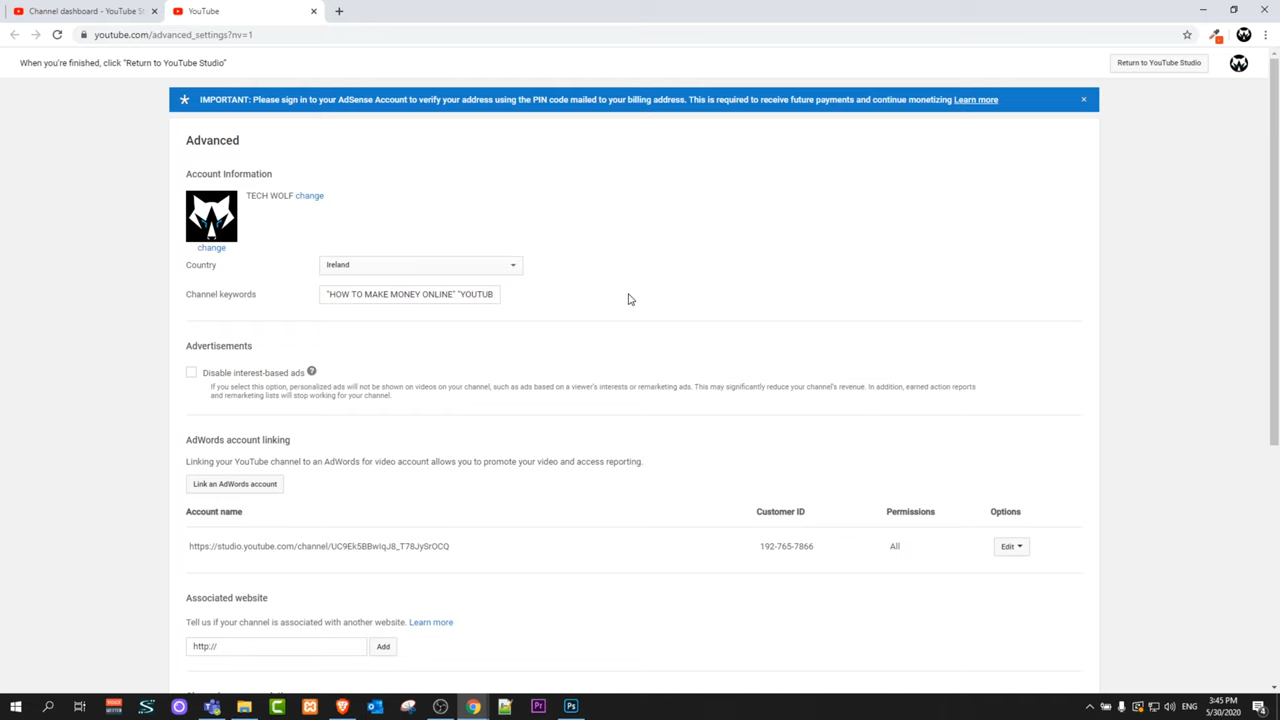 Channel dashboard - YouTube St
YouTube
youtube.com/advanced_settings?nv=1
When you're finished, click "Return to YouTube Studio"
Return to YouTube Studio
IMPORTANT: Please sign in to your AdSense Account to verify your address using the PIN code mailed to your billing address. This is required to receive future payments and continue monetizing Learn more
Advanced
Account Information
TECH WOLF change
change
Country
Ireland
Channel keywords
"HOW TO MAKE MONEY ONLINE" "YOUTUB
Advertisements
Disable interest-based ads
If you select this option, personalized ads will not be shown on videos on your channel, such as ads based on a viewer's interests or remarketing ads. This may significantly reduce your channel's revenue. In addition, earned action reports
and remarketing lists will stop working for your channel.
AdWords account linking
Linking your YouTube channel to an AdWords for video account allows you to promote your video and access reporting.
Link an AdWords account
Account name Customer ID Permissions Options
https://studio.youtube.com/channel/UC9Ek5BBwIqJ8_T78JySrOCQ 192-765-7866 All Edit
Associated website
Tell us if your channel is associated with another website. Learn more
http:// Add
3:45 PM
5/30/2020